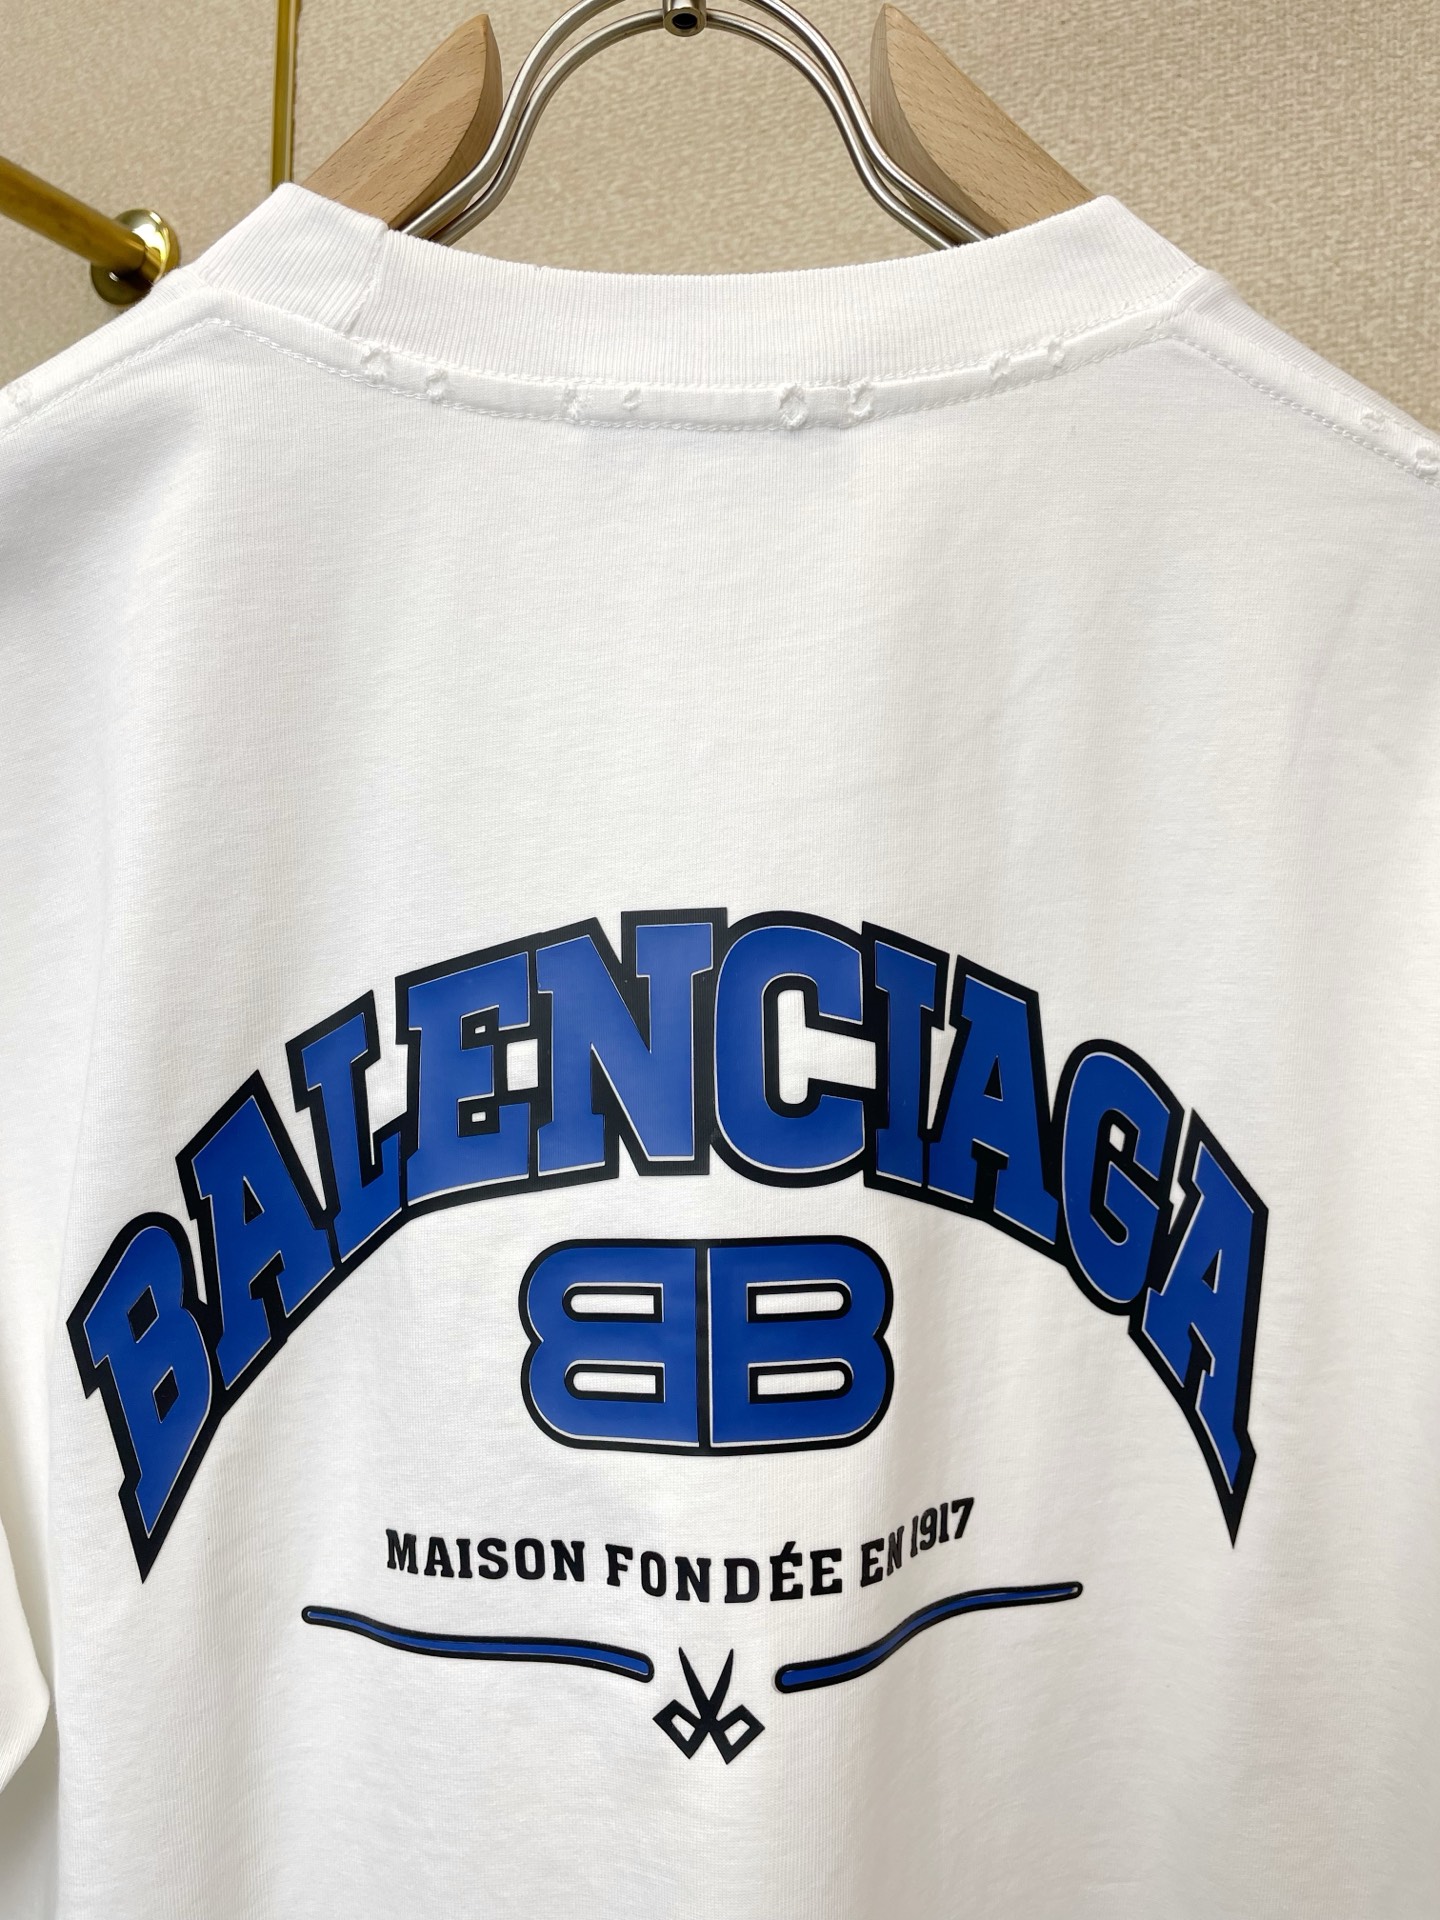 BALENCIAGA
BB
MAISON FONDÉE EN 1917